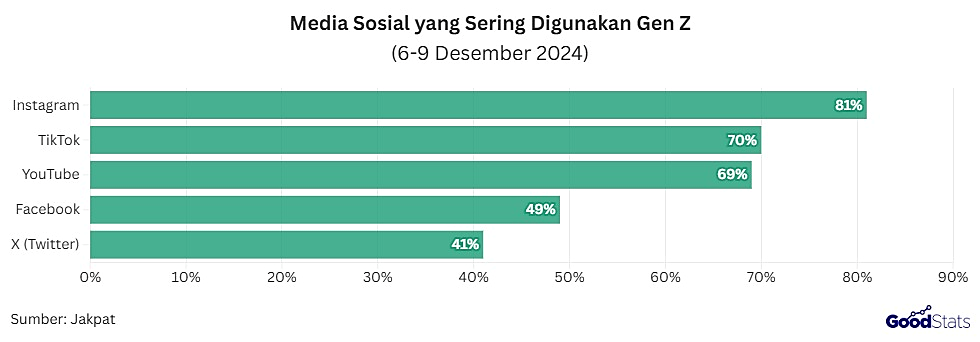 Media Sosial yang Sering Digunakan Gen Z
(6-9 Desember 2024)
Instagram 81%
TikTok 70%
YouTube 69%
Facebook 49%
X (Twitter) 41%
0% 10% 20% 30% 40% 50% 60% 70% 80% 90%
Sumber: Jakpat
GoodStats